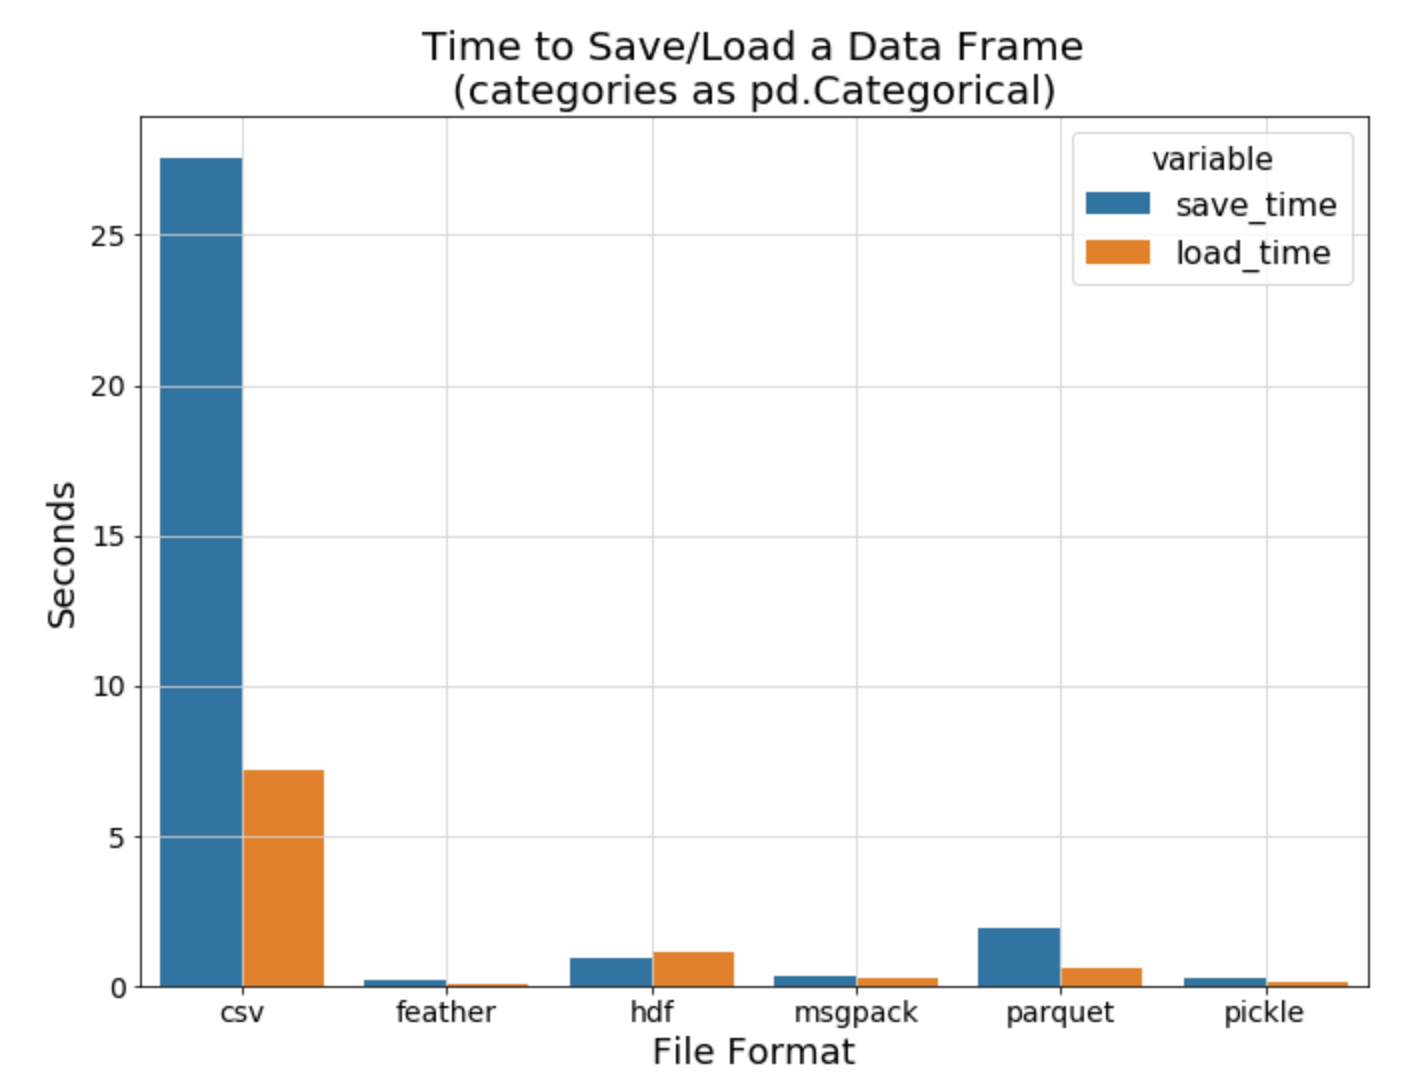 Time to Save/Load a Data Frame
(categories as pd.Categorical)
variable
save_time
load_time
25
20
15
10
5
0
Seconds
csv feather hdf msgpack parquet pickle
File Format